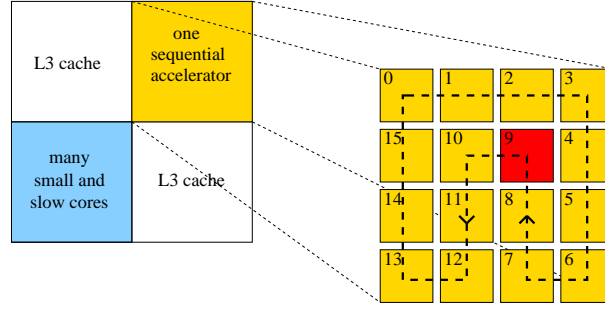 L3 cache
one
sequential
accelerator
many
small and
slow cores
L3 cache
0 1 2 3
15 10 9 4
14 11 8 5
13 12 7 6